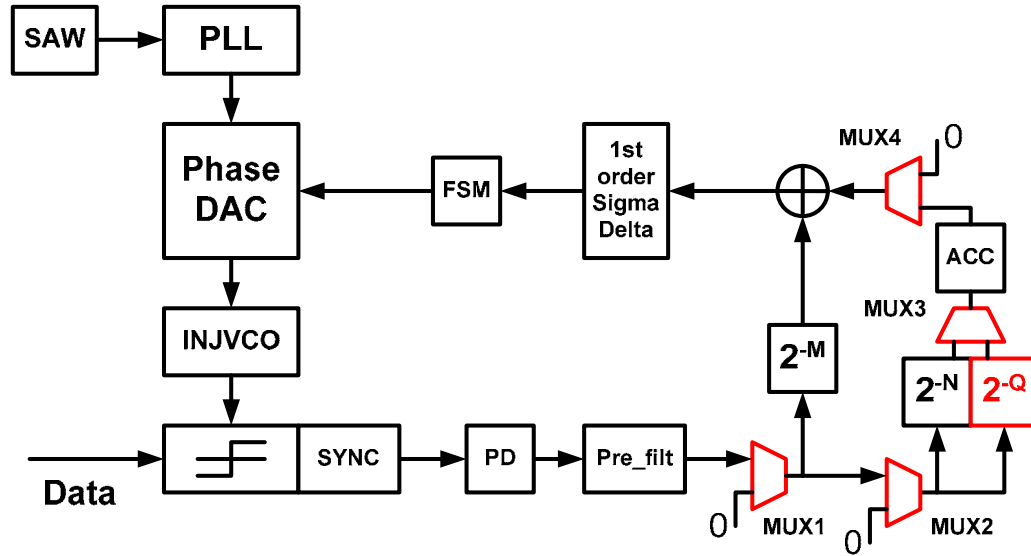 SAW
PLL
MUX4
0
Phase
DAC
FSM
1st
order
Sigma
Delta
ACC
MUX3
INJVCO
2-M
2-N
2-Q
SYNC
PD
Pre_filt
Data
0
MUX1
0
MUX2